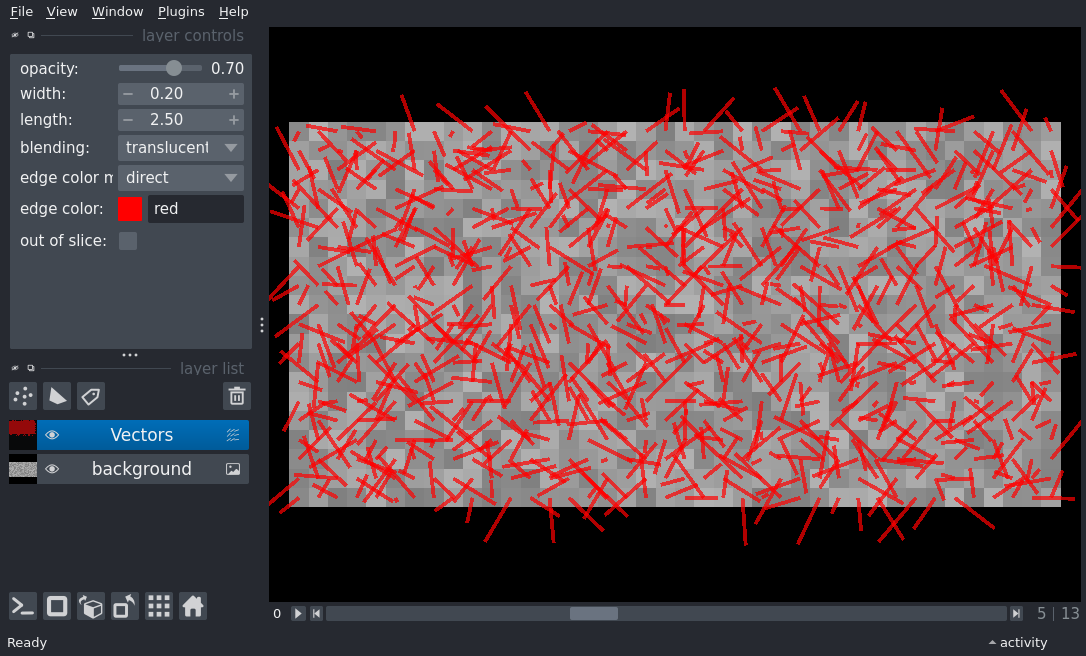 File View Window Plugins Help
layer controls
opacity: 0.70
width: 0.20
length: 2.50
blending: translucent
edge color m direct
edge color: red
out of slice:
layer list
Vectors
background
0 5 | 13
Ready activity